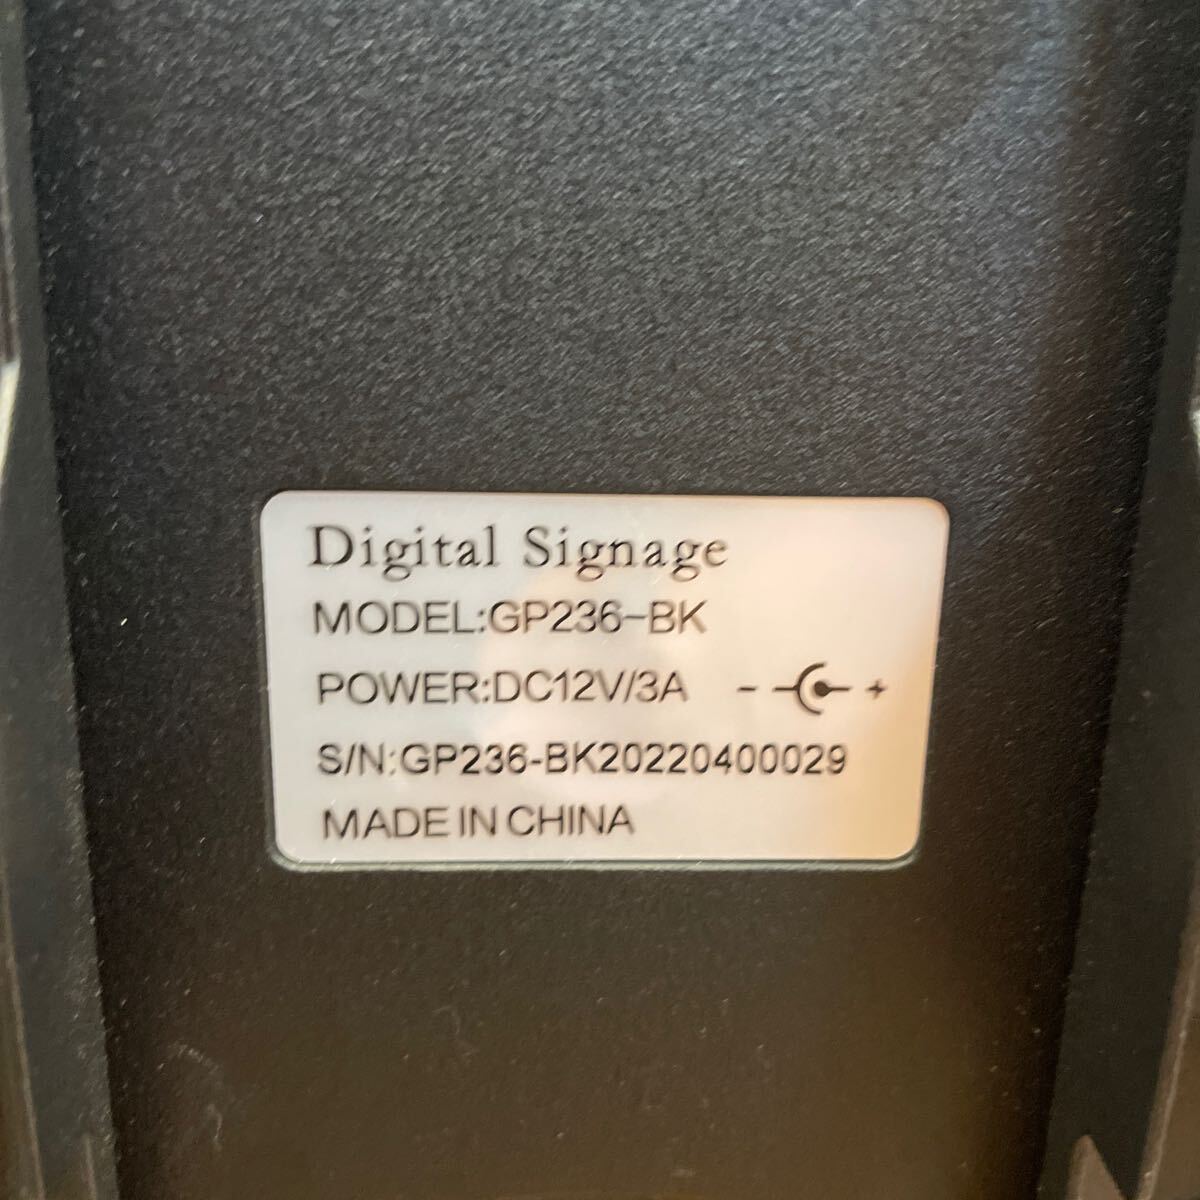 Digital Signage
MODEL:GP236-BK
POWER:DC12V/3A - +
S/N:GP236-BK20220400029
MADE IN CHINA